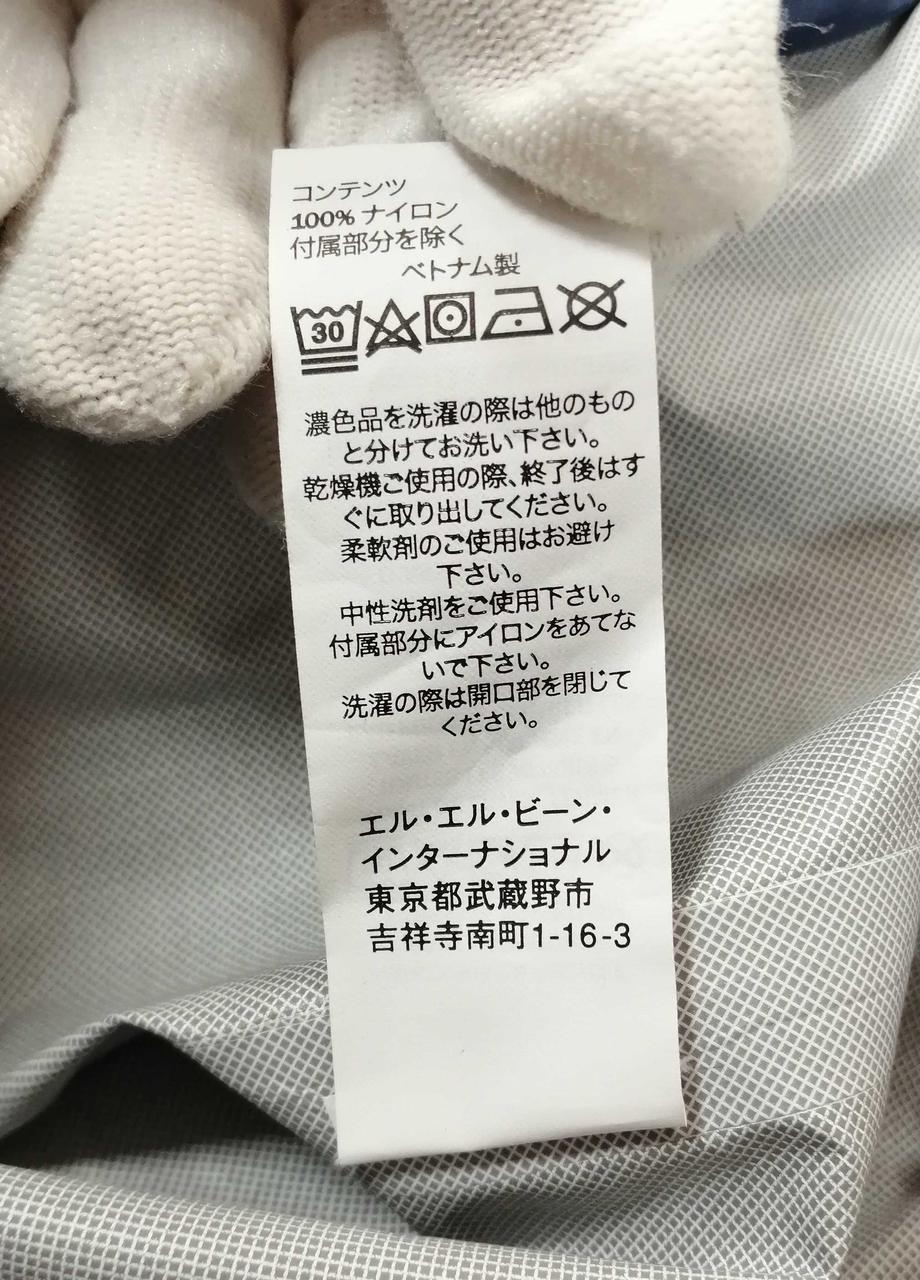 コンテンツ
100% ナイロン
付属部分を除く
ベトナム製
30
濃色品を洗濯の際は他のもの
と分けてお洗い下さい。
乾燥機ご使用の際、終了後はす
ぐに取り出してください。
柔軟剤のご使用はお避け
下さい。
中性洗剤をご使用下さい。
付属部分にアイロンをあてな
いで下さい。
洗濯の際は開口部を閉じて
ください。
エル・エル・ビーン・
インターナショナル
東京都武蔵野市
吉祥寺南町1-16-3